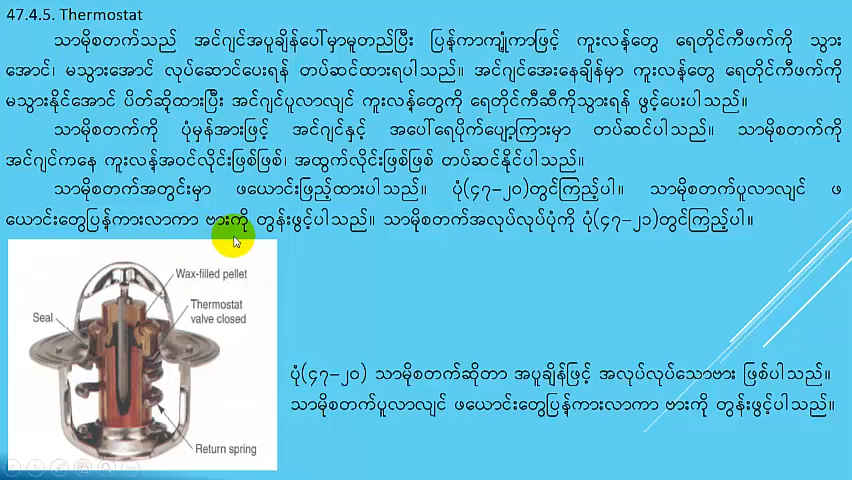 47.4.5. Thermostat
သာမိုစတက်သည် အင်ဂျင်အပူချိန်ပေါ်မှာမူတည်ပြီး ပြန့်ကာကျုံ့ကာဖြင့် ကူးလန့်တွေ ရေတိုင်ကီဖက်ကို သွား
အောင်၊ မသွားအောင် လုပ်ဆောင်ပေးရန် တပ်ဆင်ထားရပါသည်။ အင်ဂျင်အေးနေချိန်မှာ ကူးလန့်တွေ ရေတိုင်ကီဖက်ကို
မသွားနိုင်အောင် ပိတ်ဆို့ထားပြီး အင်ဂျင်ပူလာလျင် ကူးလန့်တွေကို ရေတိုင်ကီဆီကိုသွားရန် ဖွင့်ပေးပါသည်။
သာမိုစတက်ကို ပုံမှန်အားဖြင့် အင်ဂျင်နှင့် အပေါ်ရေပိုက်ပျော့ကြားမှာ တပ်ဆင်ပါသည်။ သာမိုစတက်ကို
အင်ဂျင်ကနေ ကူးလန့်အဝင်လိုင်းဖြစ်ဖြစ်၊ အထွက်လိုင်းဖြစ်ဖြစ် တပ်ဆင်နိုင်ပါသည်။
သာမိုစတက်အတွင်းမှာ ဖယောင်းဖြည့်ထားပါသည်။ ပုံ(၄၇–၂၀)တွင်ကြည့်ပါ။ သာမိုစတက်ပူလာလျင် ဖ
ယောင်းတွေပြန့်ကားလာကာ ဗားကို တွန်းဖွင့်ပါသည်။ သာမိုစတက်အလုပ်လုပ်ပုံကို ပုံ(၄၇–၂၁)တွင်ကြည့်ပါ။
Wax-filled pellet
Thermostat
valve closed
Seal
Return spring
ပုံ(၄၇–၂၀) သာမိုစတက်ဆိုတာ အပူချိန်ဖြင့် အလုပ်လုပ်သောဗား ဖြစ်ပါသည်။
သာမိုစတက်ပူလာလျင် ဖယောင်းတွေပြန့်ကားလာကာ ဗားကို တွန်းဖွင့်ပါသည်။